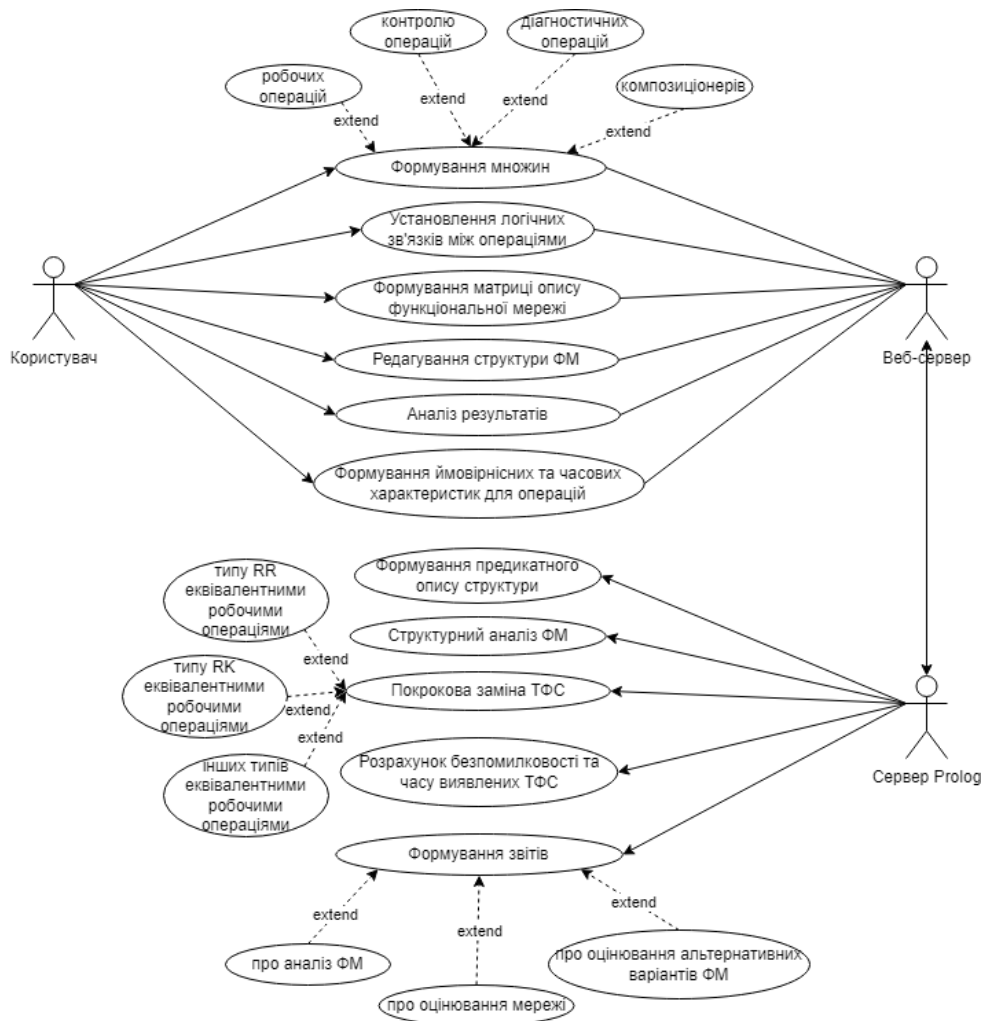 контролю
операцій
діагностичних
операцій
робочих
операцій
композиціонерів
extend
extend
extend
extend
Формування множин
Установлення логічних
зв'язків між операціями
Формування матриці опису
функціональної мережі
Користувач
Веб-сервер
Редагування структури ФМ
Аналіз результатів
Формування ймовірнісних та часових
характеристик для операцій
Формування предикатного
опису структури
типу RR
еквівалентними
робочими
операціями
Структурний аналіз ФМ
extend
типу RK
еквівалентними
робочими
операціями
Покрокова заміна ТФС
extend
extend
інших типів
еквівалентними
робочими
операціями
Розрахунок безпомилковості та
часу виявлених ТФС
Сервер Prolog
Формування звітів
extend
extend
extend
про аналіз ФМ
про оцінювання мережі
про оцінювання альтернативних
варіантів ФМ